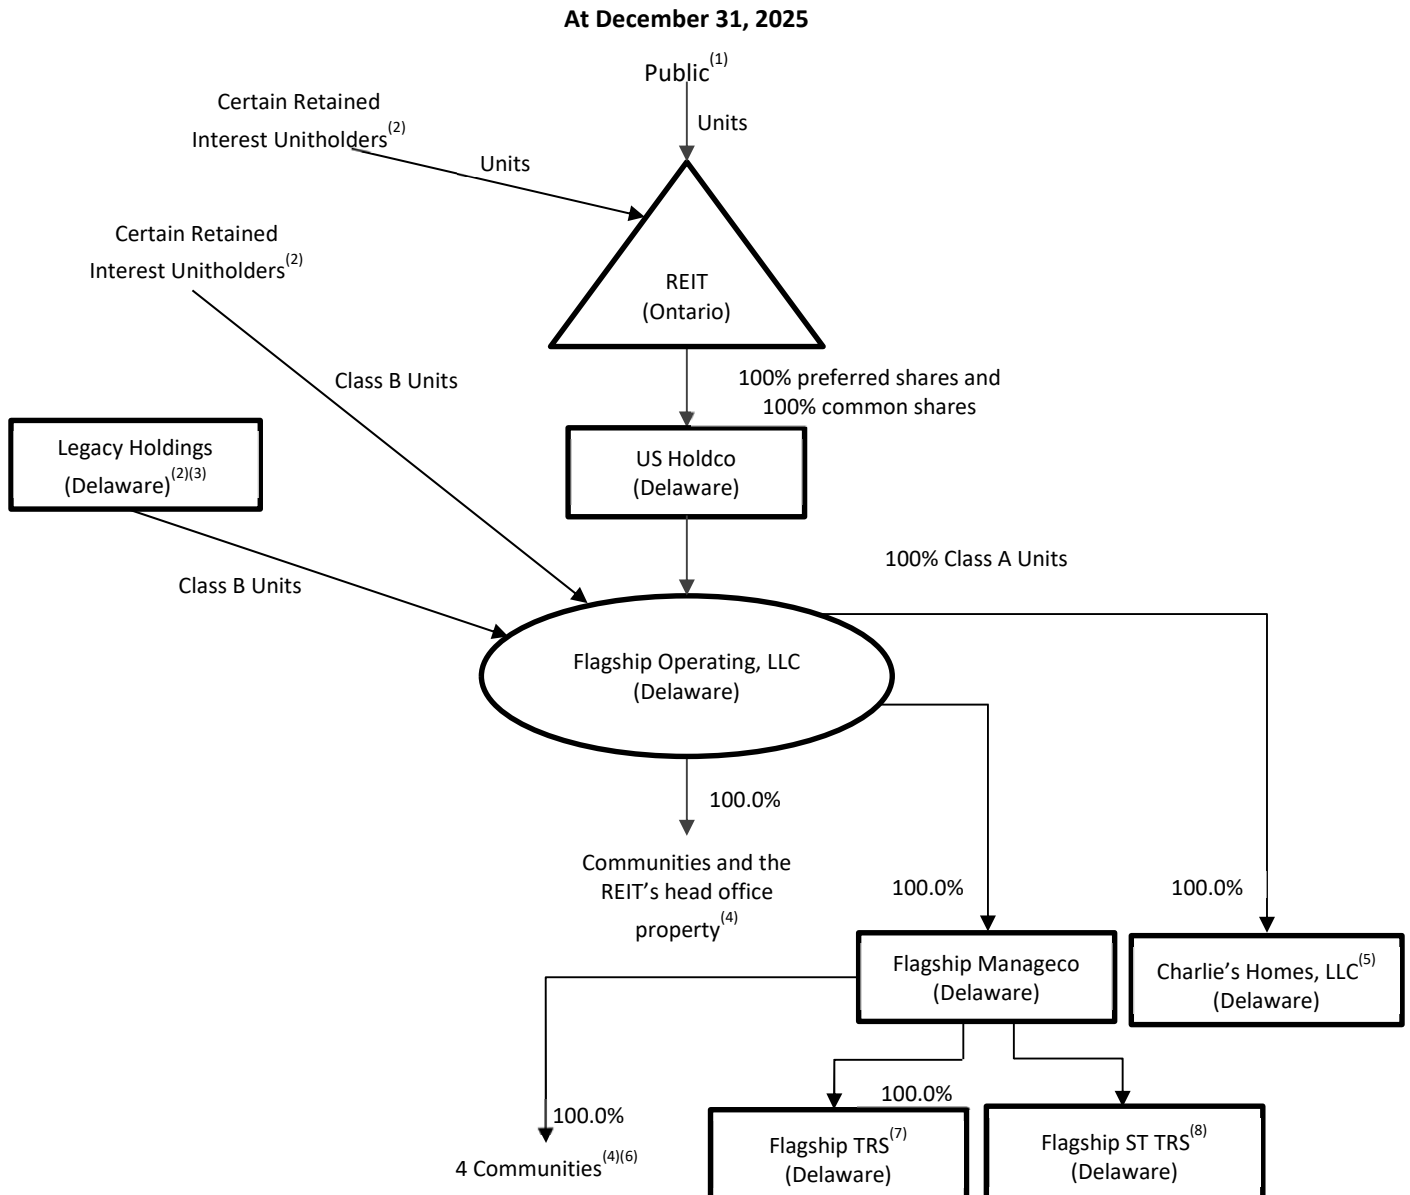 At December 31, 2025
Public(1)
Units
Certain Retained
Interest Unitholders(2)
Units
Certain Retained
Interest Unitholders(2)
REIT
(Ontario)
Class B Units
100% preferred shares and
100% common shares
Legacy Holdings
(Delaware)(2)(3)
US Holdco
(Delaware)
Class B Units
100% Class A Units
Flagship Operating, LLC
(Delaware)
100.0%
Communities and the
REIT’s head office
property(4)
100.0%
100.0%
Flagship Manageco
(Delaware)
Charlie’s Homes, LLC(5)
(Delaware)
100.0%
100.0%
4 Communities(4)(6)
Flagship TRS(7)
(Delaware)
Flagship ST TRS(8)
(Delaware)